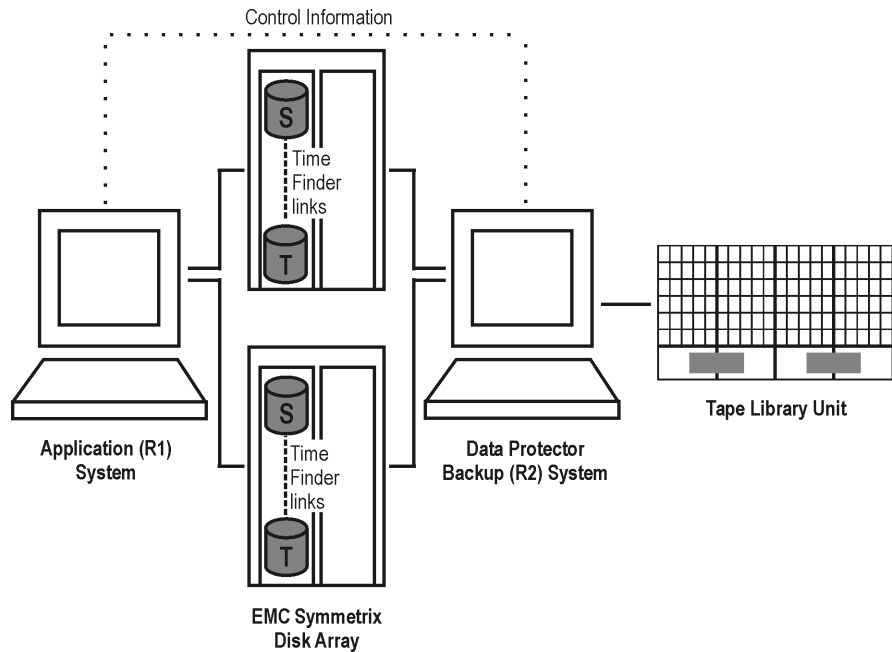 Control Information
S
Time
Finder
links
T
S
Time
Finder
links
T
Application (R1)
System
Data Protector
Backup (R2) System
Tape Library Unit
EMC Symmetrix
Disk Array